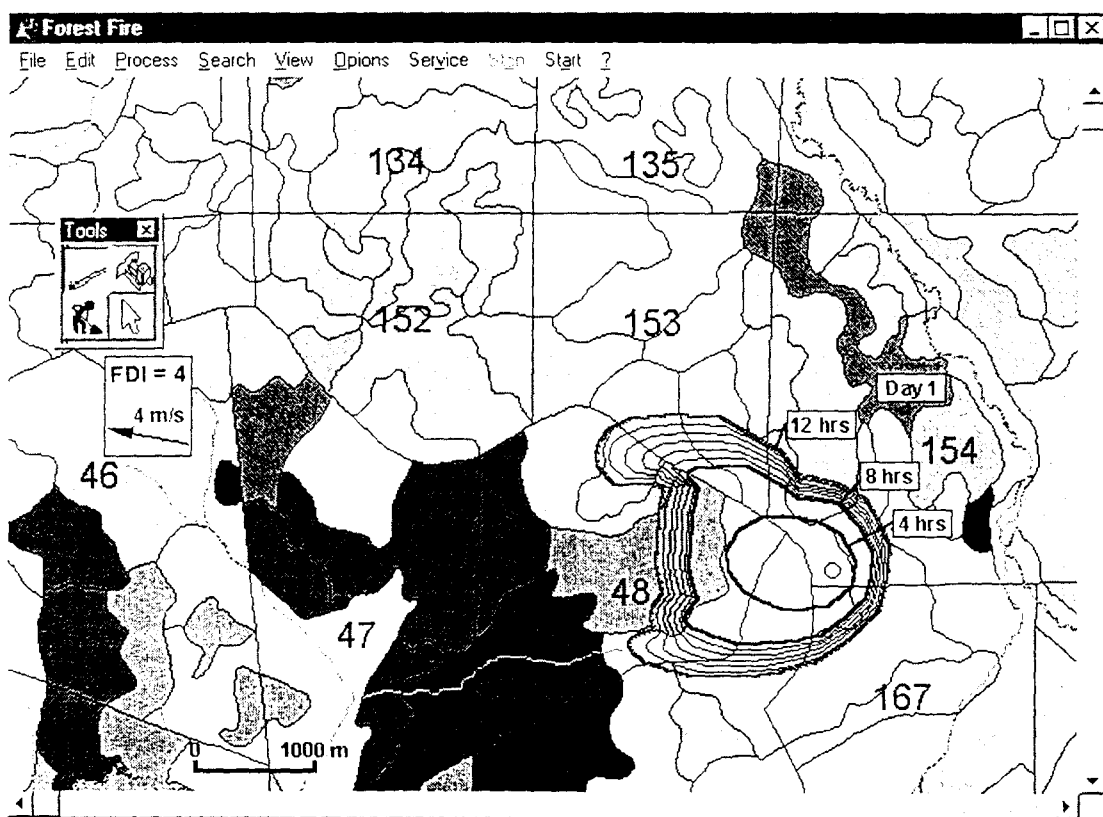 Forest Fire
File Edit Process Search View Opions Service Stop Start ?
134
135
Tools
152
153
FDI = 4
4 m/s
Day 1
12 hrs
46
154
8 hrs
4 hrs
48
47
167
0 1000 m